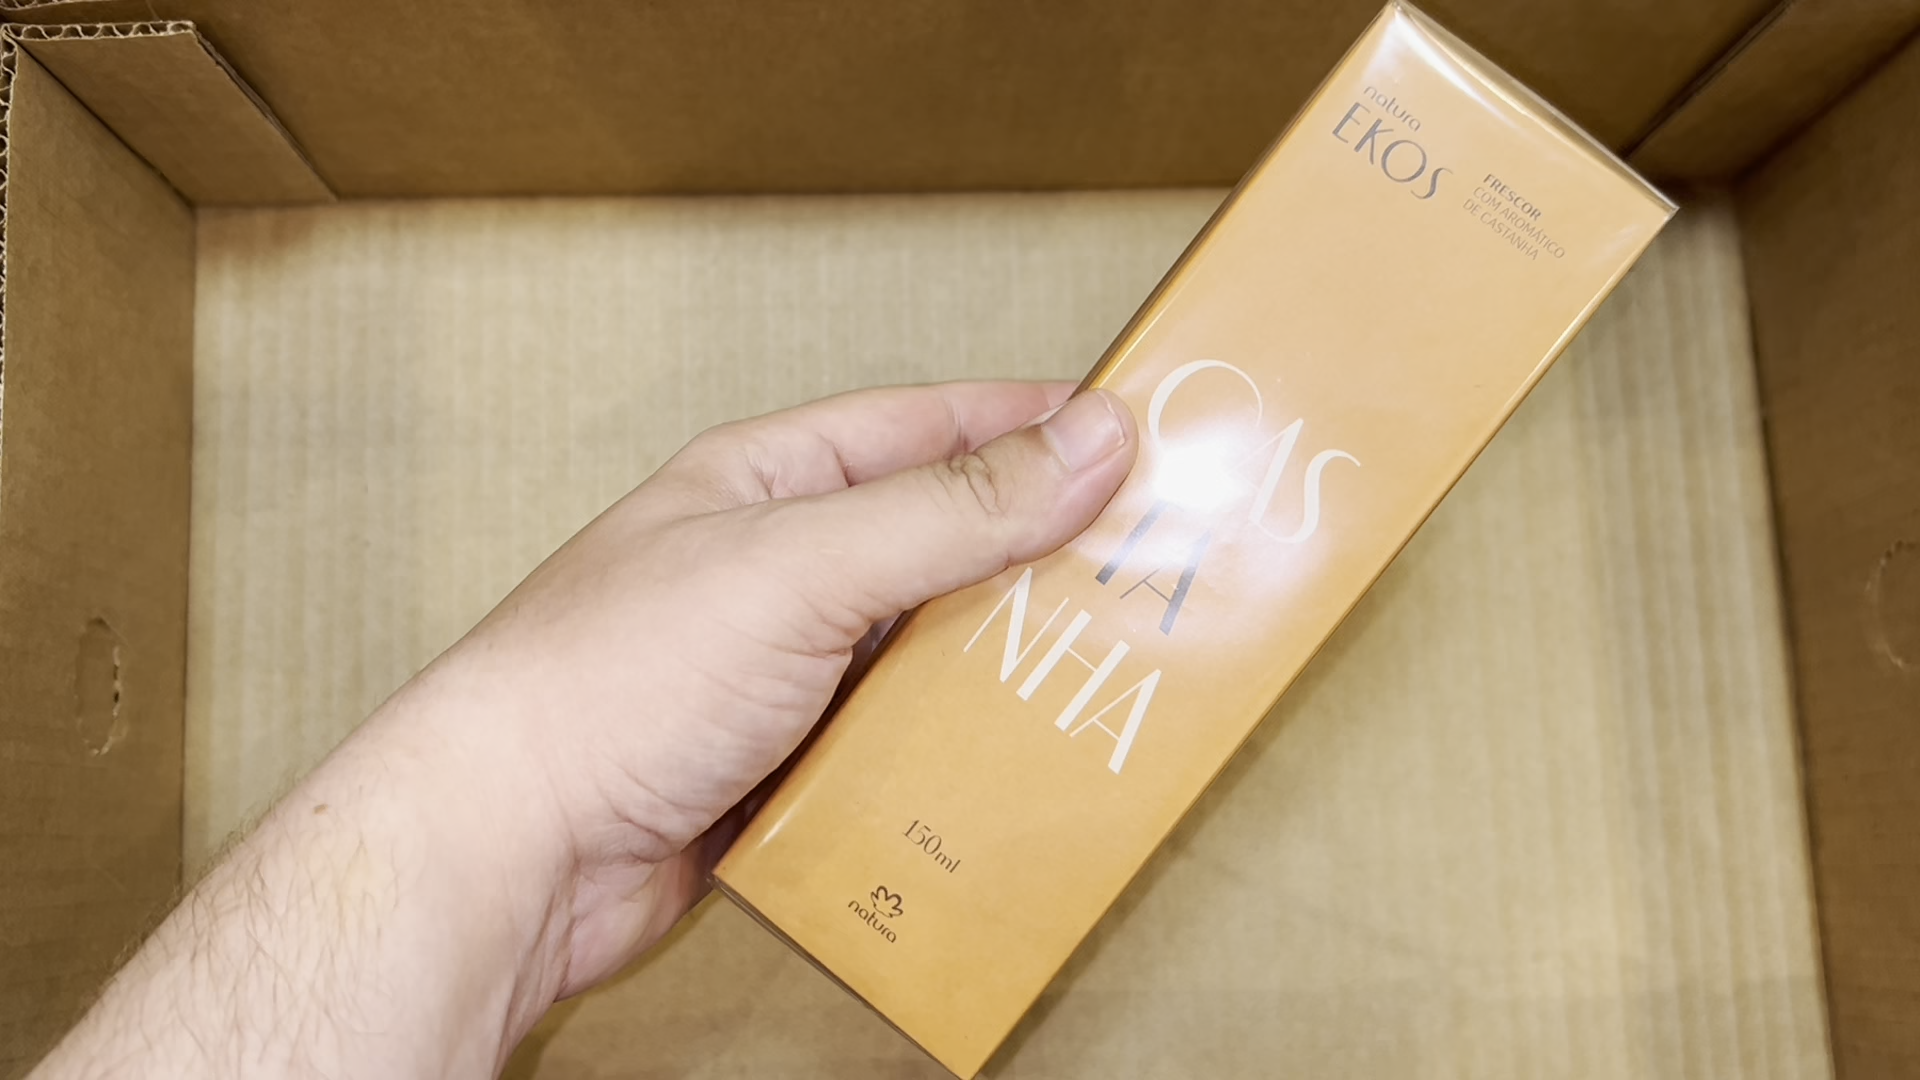 natura
EKOS
FRESCOR
COM AROMÁTICO
DE CASTANHA
CAS
TA
NHA
150ml
natura